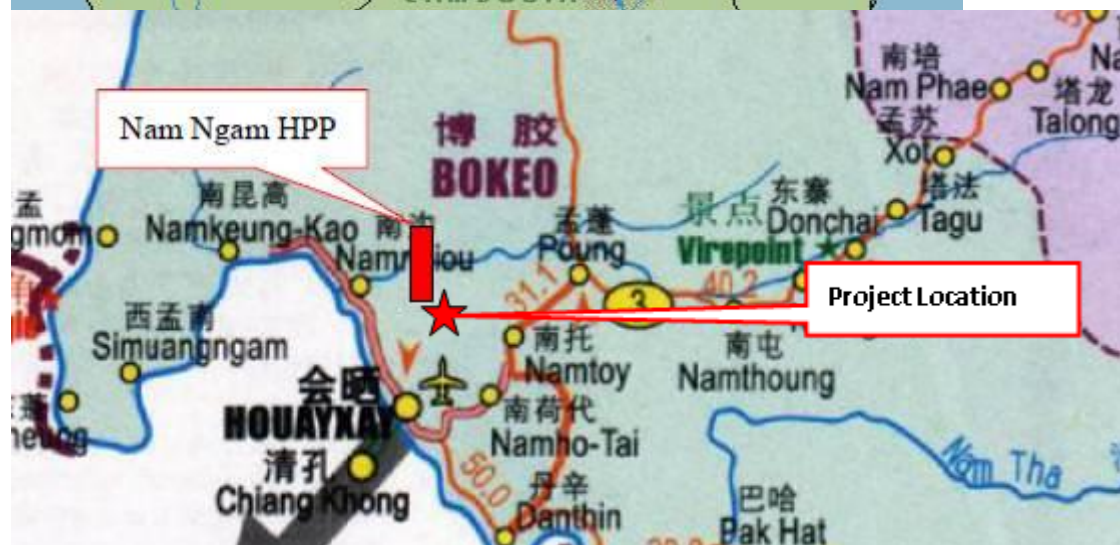 南培
Nam Phae
塔龙
Talong
Nam Ngam HPP
博胶
BOKEO
孟苏
Xot
南昆高
Namkeung-Kao
孟
gmom
景点
Virepoint
东寨
Donchai
塔法
Tagu
孟蓬
Poung
31.1
3
40.2
Project Location
西孟南
Simuangngam
南托
Namtoy
南屯
Namthoung
会晒
HOUAYXAY
南荷代
Namho-Tai
清孔
Chiang Khong
50.0
丹辛
Danthin
巴哈
Pak Hat
Nam Tha